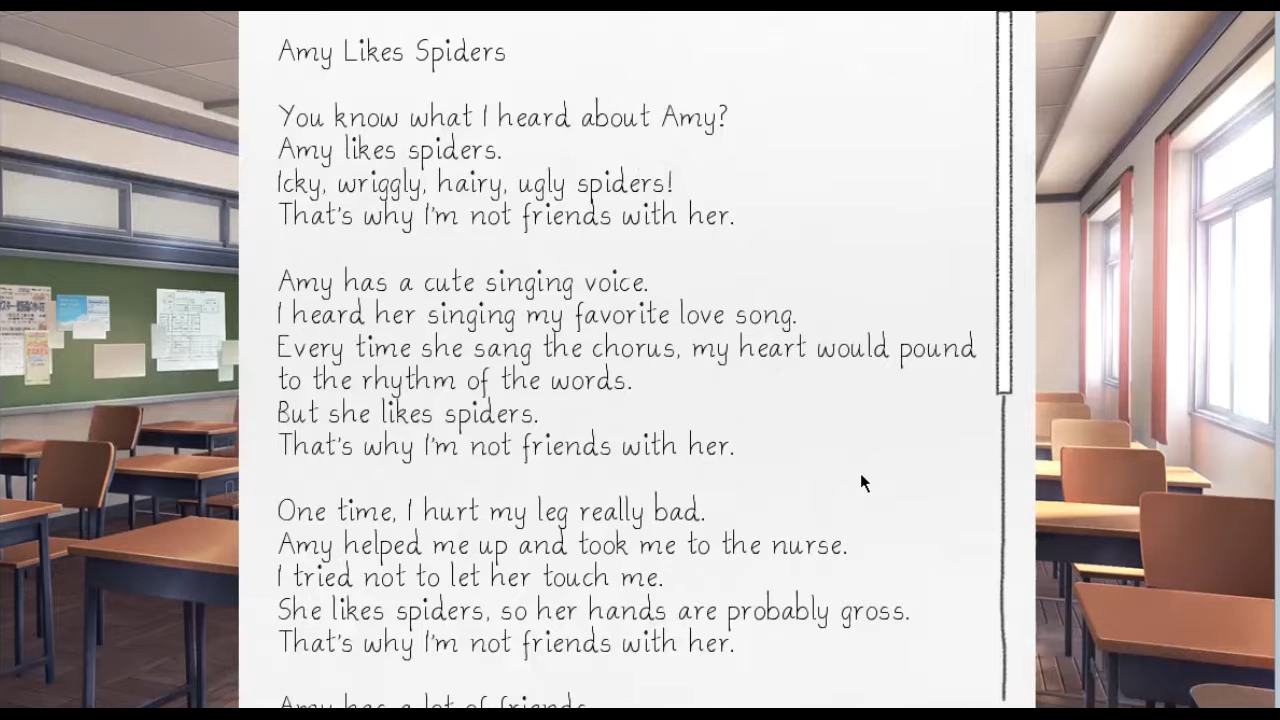 Amy Likes Spiders
You know what I heard about Amy?
Amy likes spiders.
Icky, wriggly, hairy, ugly spiders!
That's why I'm not friends with her.
Amy has a cute singing voice.
I heard her singing my favorite love song.
Every time she sang the chorus, my heart would pound
to the rhythm of the words.
But she likes spiders.
That's why I'm not friends with her.
One time, I hurt my leg really bad.
Amy helped me up and took me to the nurse.
I tried not to let her touch me.
She likes spiders, so her hands are probably gross.
That's why I'm not friends with her.
Amy has a lot of friends.